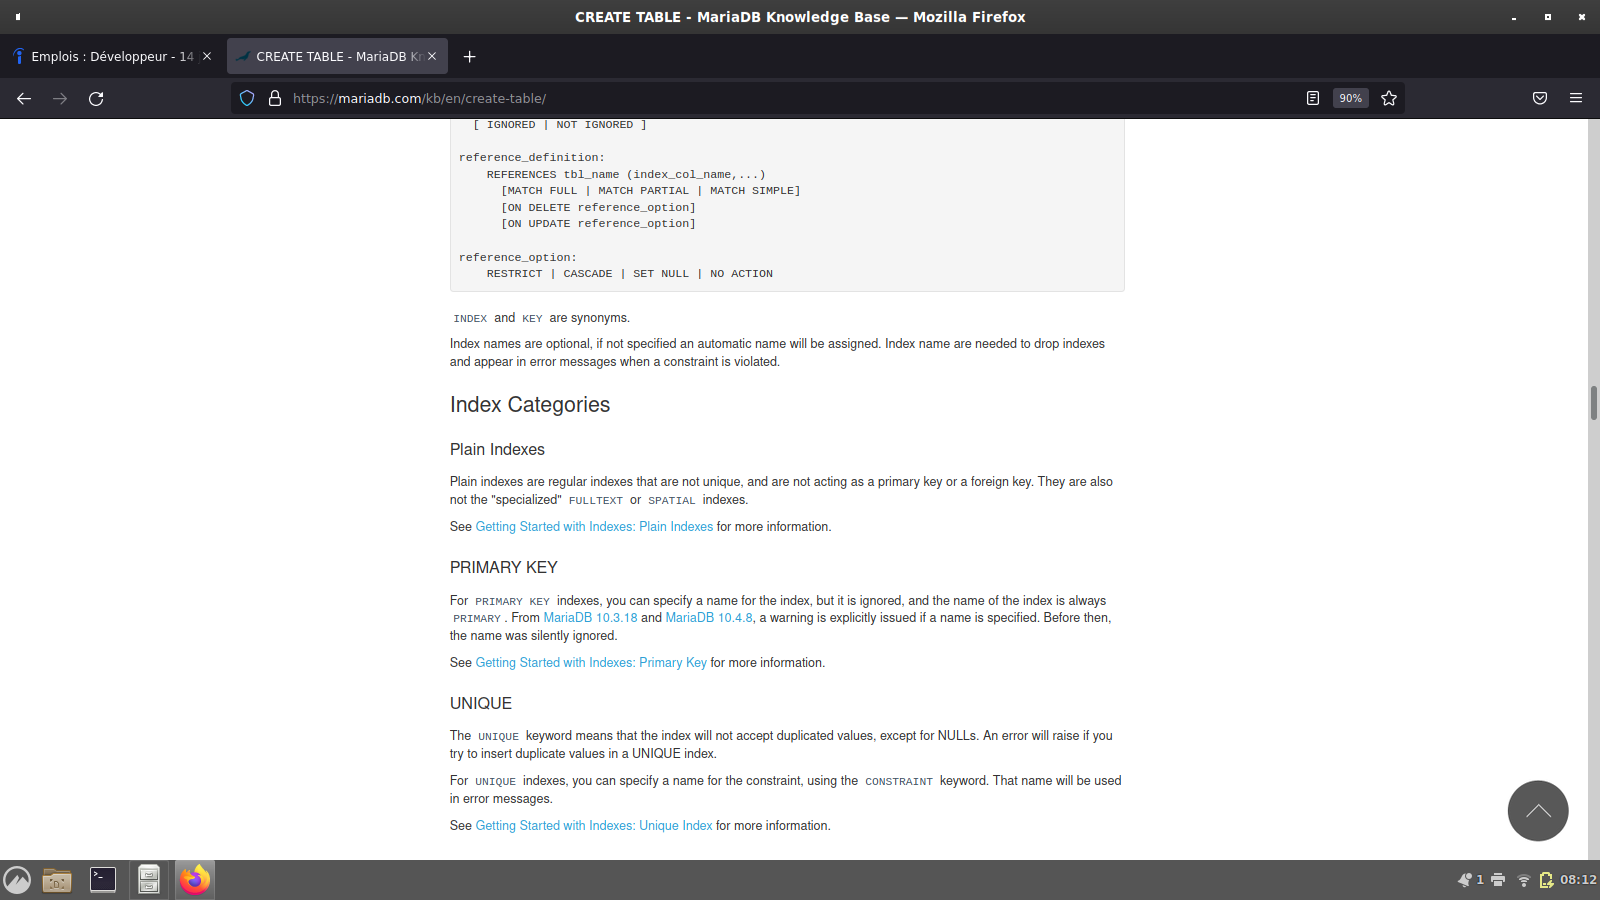 CREATE TABLE - MariaDB Knowledge Base — Mozilla Firefox
Emplois : Développeur - 14
CREATE TABLE - MariaDB Kn
https://mariadb.com/kb/en/create-table/
90%
[ IGNORED | NOT IGNORED ]
reference_definition:
REFERENCES tbl_name (index_col_name,...)
[MATCH FULL | MATCH PARTIAL | MATCH SIMPLE]
[ON DELETE reference_option]
[ON UPDATE reference_option]
reference_option:
RESTRICT | CASCADE | SET NULL | NO ACTION
INDEX and KEY are synonyms.
Index names are optional, if not specified an automatic name will be assigned. Index name are needed to drop indexes
and appear in error messages when a constraint is violated.
Index Categories
Plain Indexes
Plain indexes are regular indexes that are not unique, and are not acting as a primary key or a foreign key. They are also
not the "specialized" FULLTEXT or SPATIAL indexes.
See Getting Started with Indexes: Plain Indexes for more information.
PRIMARY KEY
For PRIMARY KEY indexes, you can specify a name for the index, but it is ignored, and the name of the index is always
PRIMARY . From MariaDB 10.3.18 and MariaDB 10.4.8, a warning is explicitly issued if a name is specified. Before then,
the name was silently ignored.
See Getting Started with Indexes: Primary Key for more information.
UNIQUE
The UNIQUE keyword means that the index will not accept duplicated values, except for NULLs. An error will raise if you
try to insert duplicate values in a UNIQUE index.
For UNIQUE indexes, you can specify a name for the constraint, using the CONSTRAINT keyword. That name will be used
in error messages.
See Getting Started with Indexes: Unique Index for more information.
1
08:12